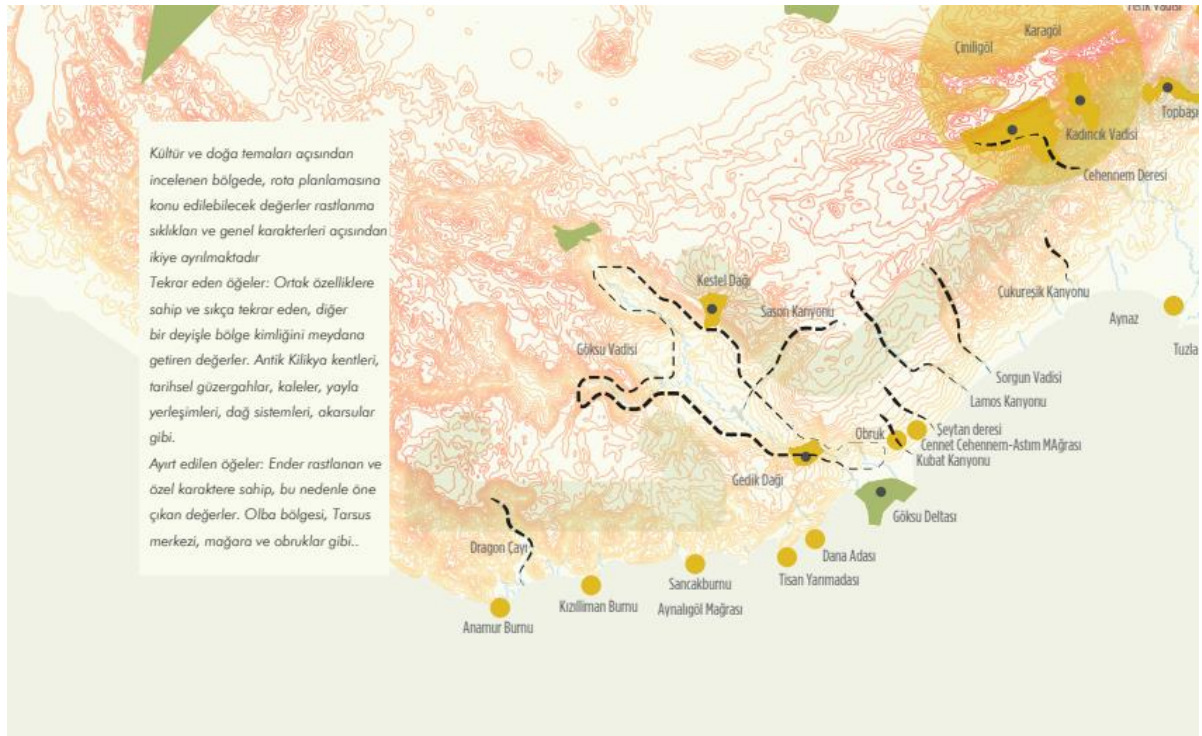 Kültür ve doğa temaları açısından
incelenen bölgede, rota planlamasına
konu edilebilecek değerler rastlanma
sıklıkları ve genel karakterleri açısından
ikiye ayrılmaktadır
Tekrar eden öğeler: Ortak özelliklere
sahip ve sıkça tekrar eden, diğer
bir deyişle bölge kimliğini meydana
getiren değerler. Antik Kilikya kentleri,
tarihsel güzergahlar, kaleler, yayla
yerleşimleri, dağ sistemleri, akarsular
gibi.
Ayırt edilen öğeler: Ender rastlanan ve
özel karaktere sahip, bu nedenle öne
çıkan değerler. Olba bölgesi, Tarsus
merkezi, mağara ve obruklar gibi..
Karagöl
Çiniligöl
Topbaşı
Kadıncık Vadisi
Cehennem Deresi
Kestel Dağı
Çukureşik Kanyonu
Sason Kanyonu
Aynaz
Tuzla
Göksu Vadisi
Sorgun Vadisi
Lamos Kanyonu
Şeytan deresi
Obruk
Cennet Cehennem-Astım MAğrası
Kubat Kanyonu
Gedik Dağı
Göksu Deltası
Dragon Çayı
Dana Adası
Tisan Yarımadası
Sancakburnu
Kızılliman Burnu
Aynalıgöl Mağrası
Anamur Burnu